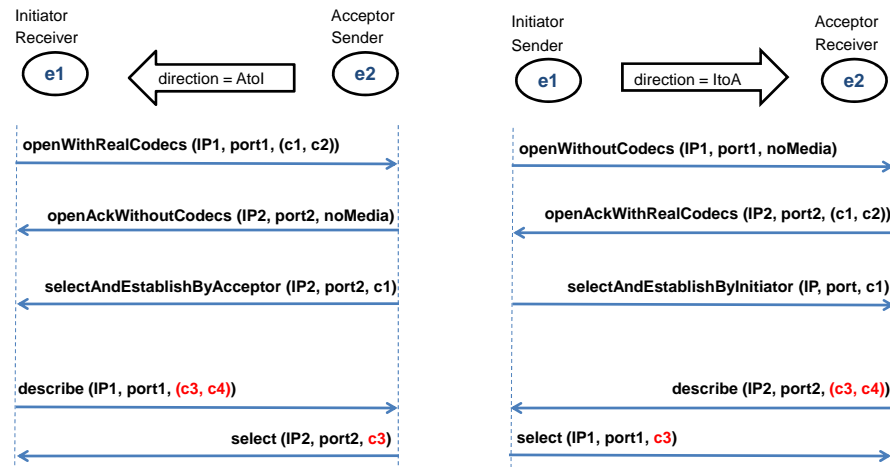 Initiator
Receiver
e1
direction = AtoI
Acceptor
Sender
e2
openWithRealCodecs (IP1, port1, (c1, c2))
openAckWithoutCodecs (IP2, port2, noMedia)
selectAndEstablishByAcceptor (IP2, port2, c1)
describe (IP1, port1, (c3, c4))
select (IP2, port2, c3)
Initiator
Sender
e1
direction = ItoA
Acceptor
Receiver
e2
openWithoutCodecs (IP1, port1, noMedia)
openAckWithRealCodecs (IP2, port2, (c1, c2))
selectAndEstablishByInitiator (IP, port, c1)
describe (IP2, port2, (c3, c4))
select (IP1, port1, c3)